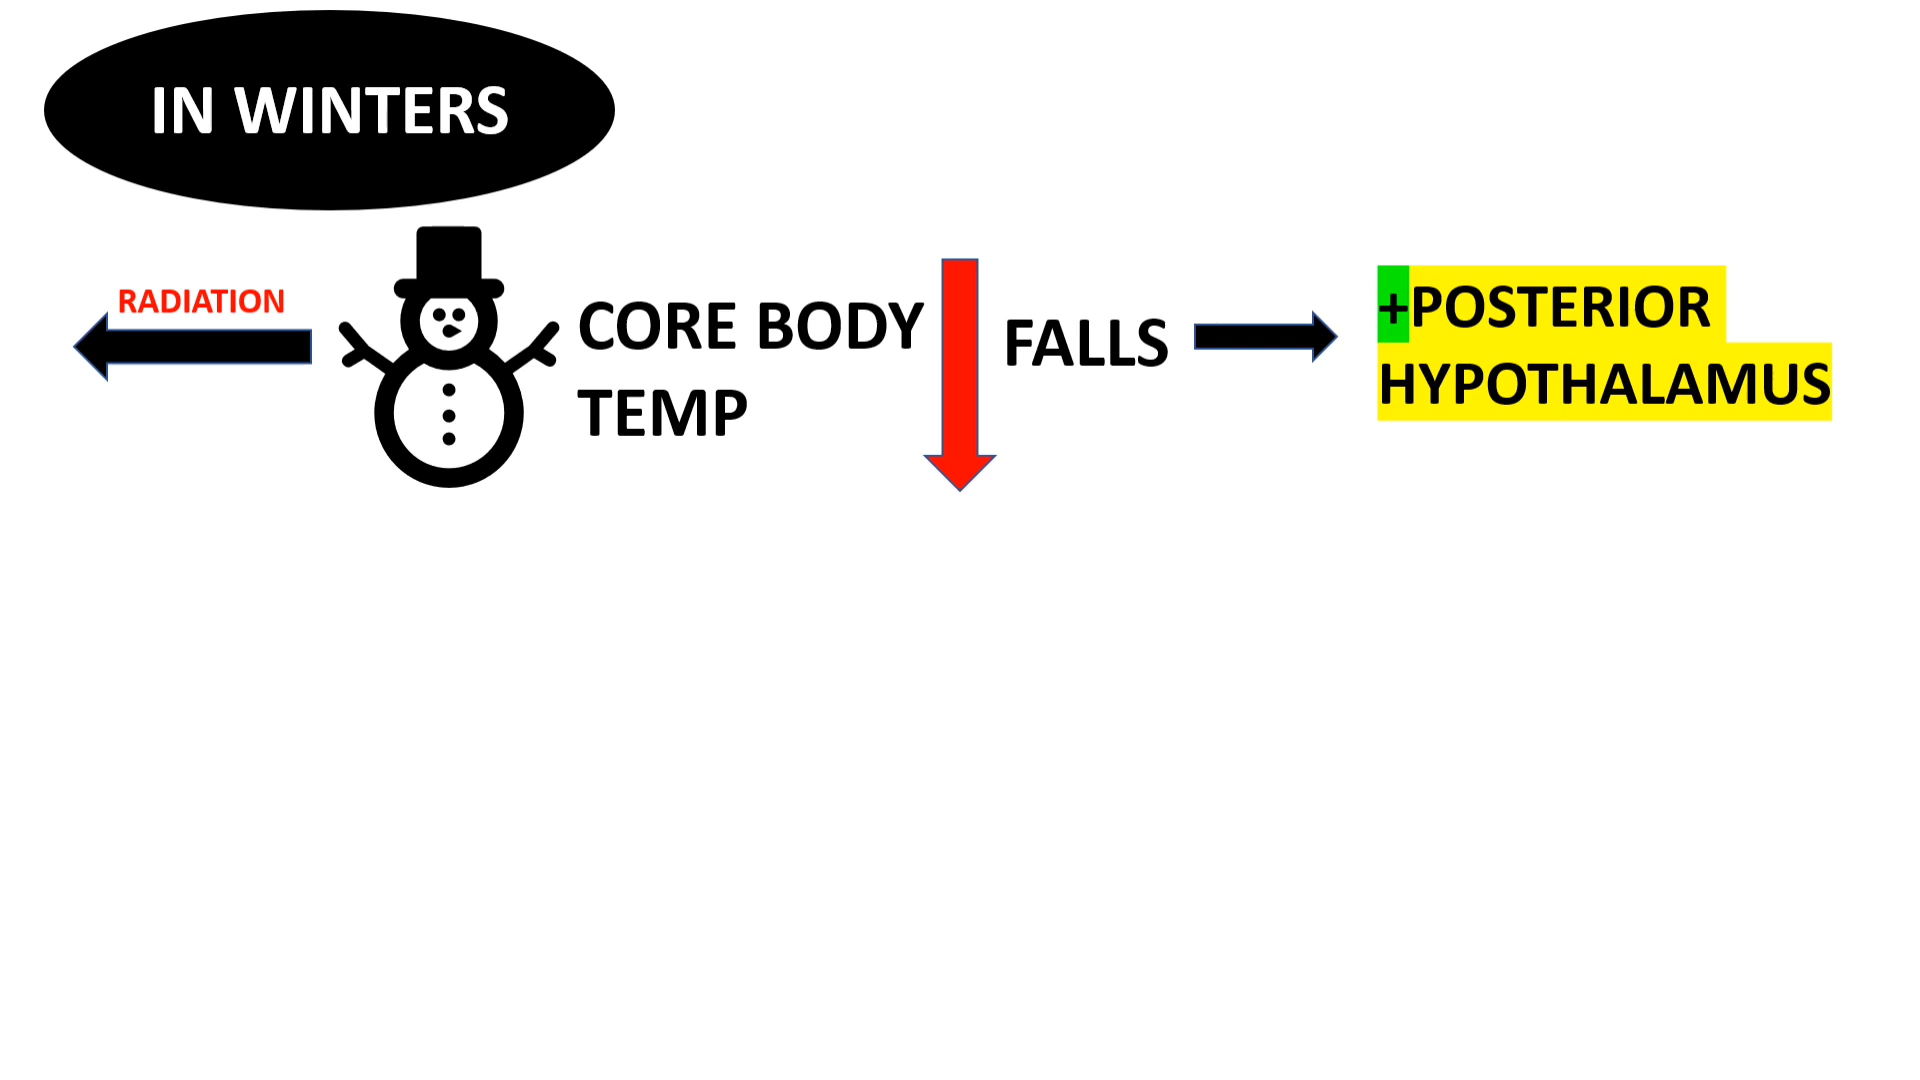 IN WINTERS
RADIATION
CORE BODY
TEMP
FALLS
+POSTERIOR
HYPOTHALAMUS